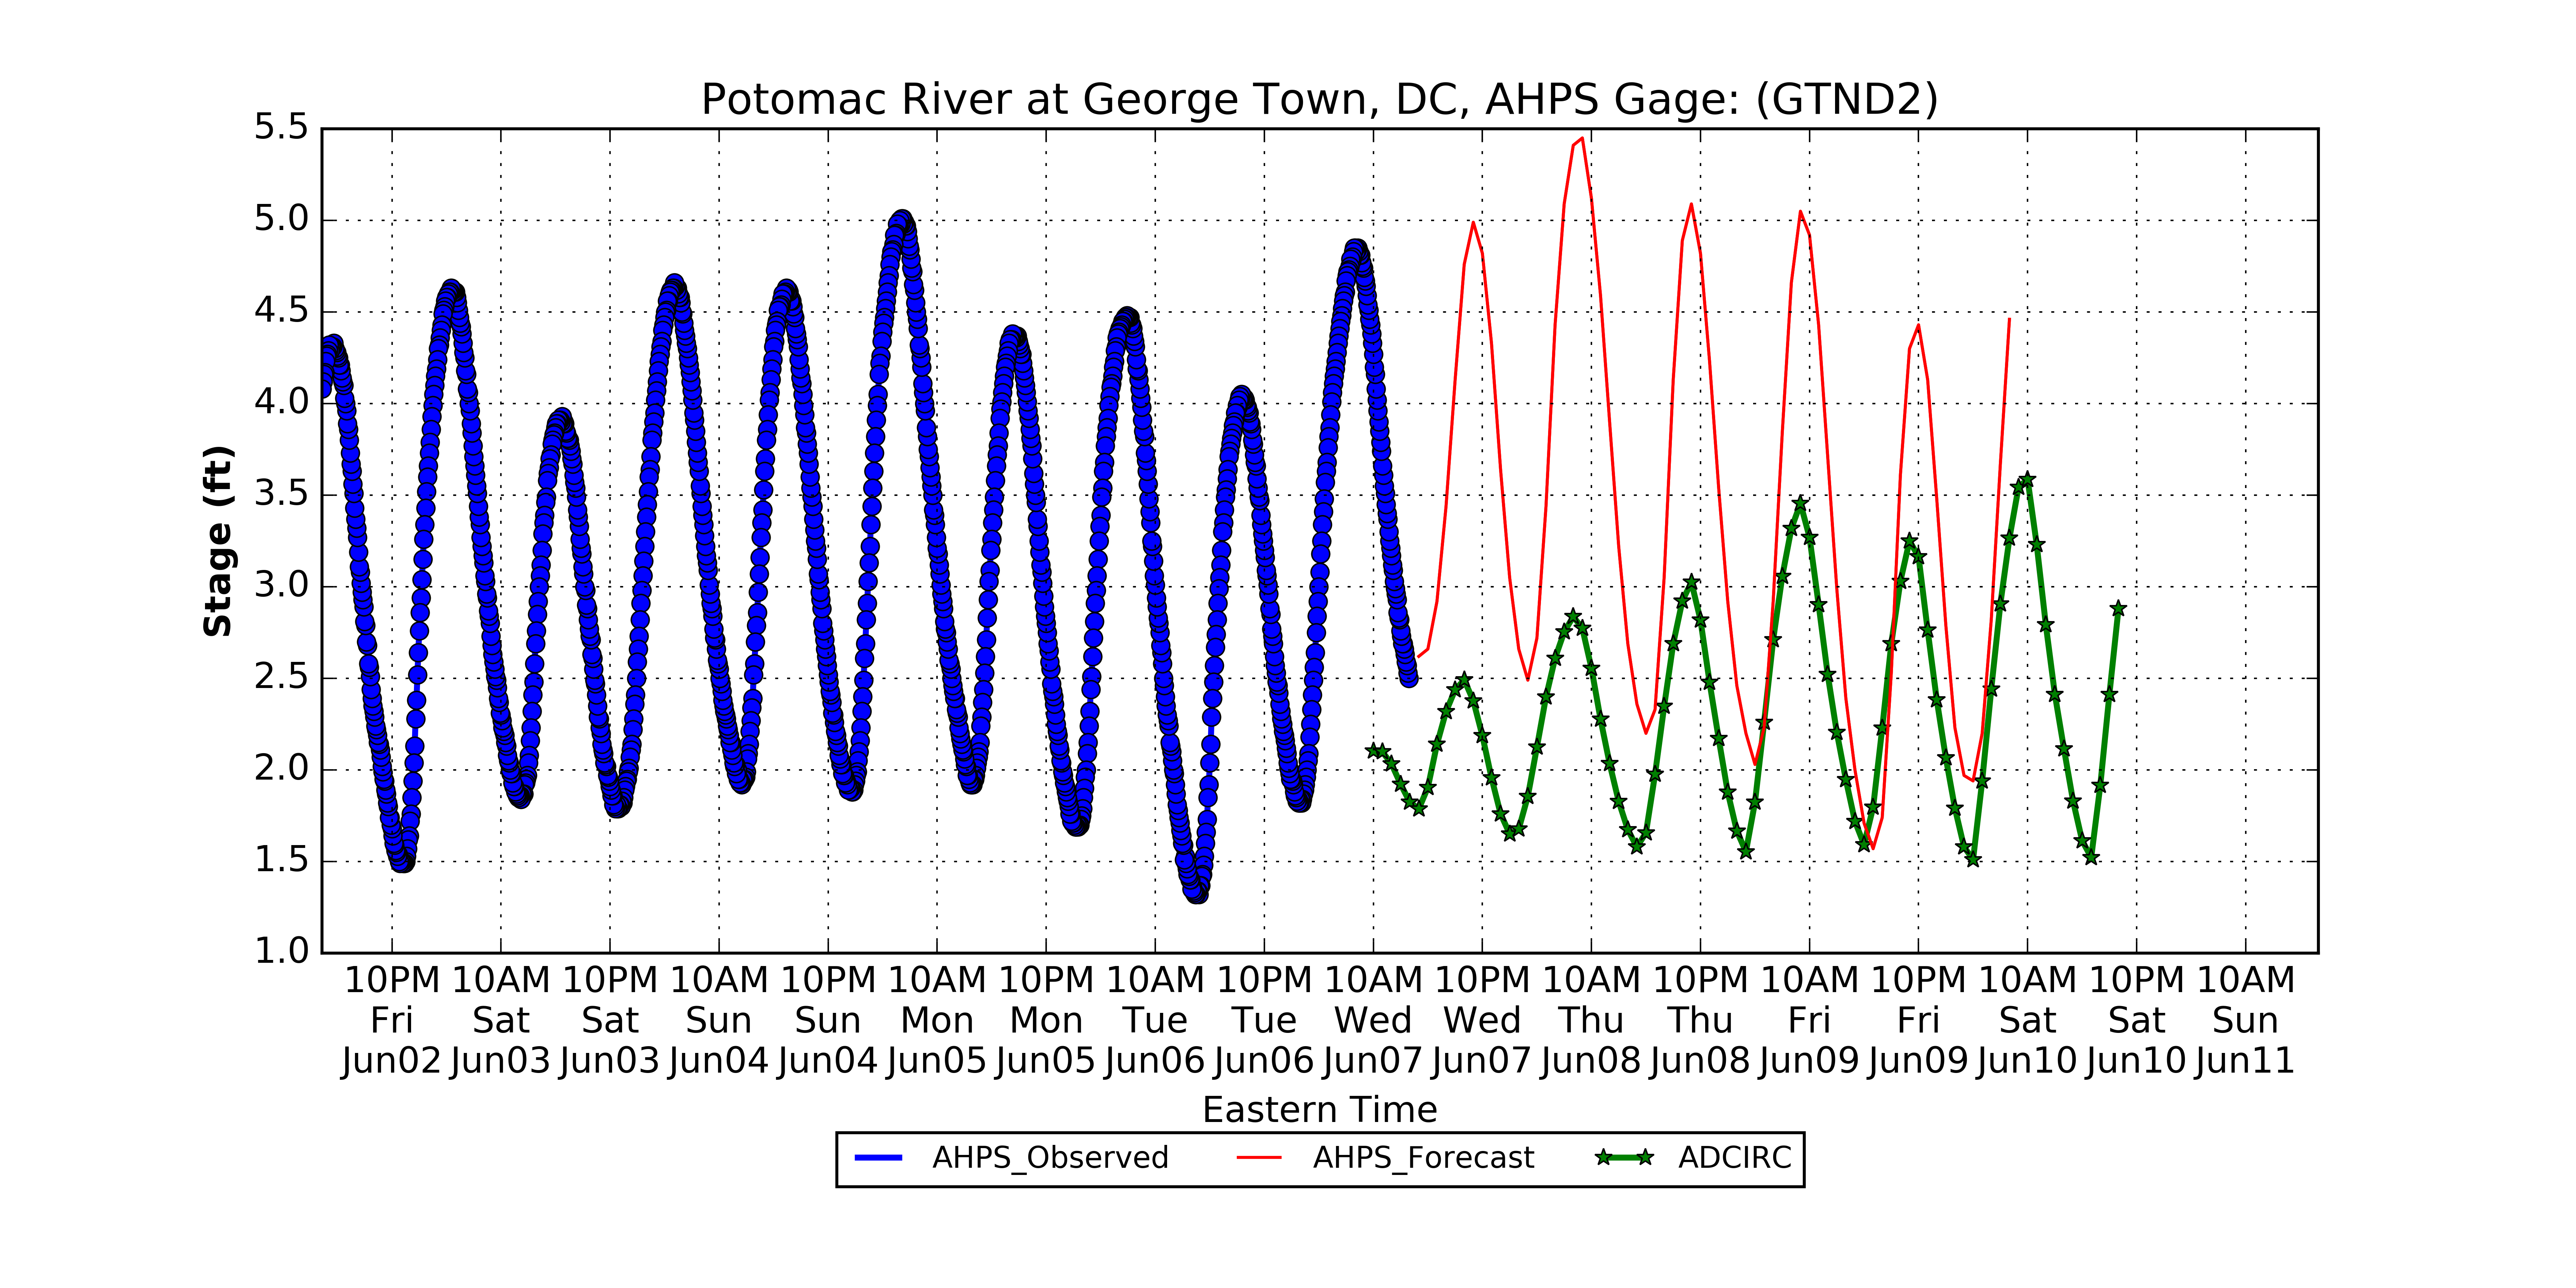 Potomac River at George Town, DC, AHPS Gage: (GTND2)
5.5
5.0
4.5
4.0
3.5
3.0
2.5
2.0
1.5
1.0
Stage (ft)
10PM 10AM 10PM 10AM 10PM 10AM 10PM 10AM 10PM 10AM 10PM 10AM 10PM 10AM 10PM 10AM 10PM 10AM
Fri Sat Sat Sun Sun Mon Mon Tue Tue Wed Wed Thu Thu Fri Fri Sat Sat Sun
Jun02 Jun03 Jun03 Jun04 Jun04 Jun05 Jun05 Jun06 Jun06 Jun07 Jun07 Jun08 Jun08 Jun09 Jun09 Jun10 Jun10 Jun11
Eastern Time
AHPS_Observed AHPS_Forecast ADCIRC